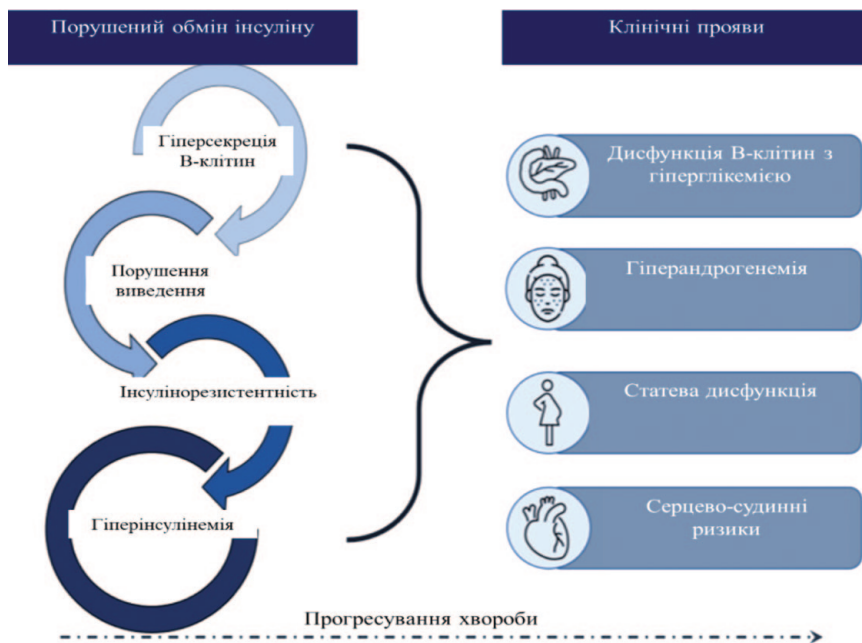 Порушений обмін інсуліну
Клінічні прояви
Гіперсекреція
В-клітин
Порушення
виведення
Інсулінорезистентність
Гіперінсулінемія
Дисфункція В-клітин з
гіперглікемією
Гіперандрогенемія
Статева дисфункція
Серцево-судинні
ризики
Прогресування хвороби